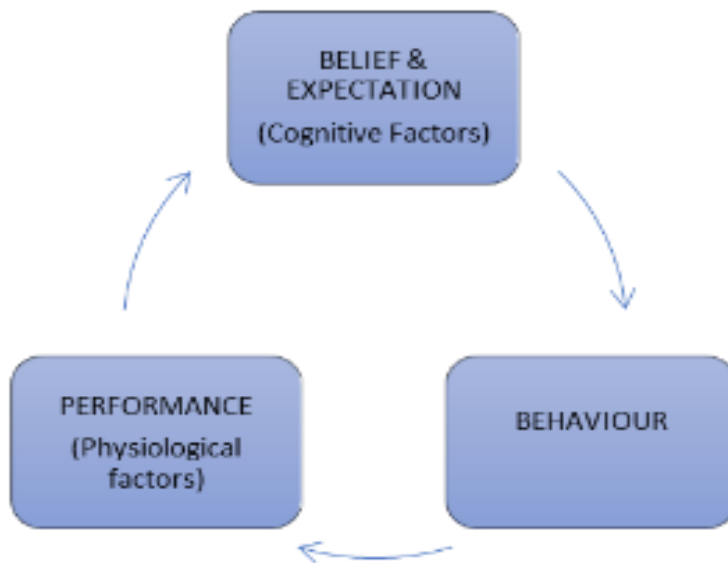 BELIEF &
EXPECTATION
(Cognitive Factors)
PERFORMANCE
(Physiological
factors)
BEHAVIOUR